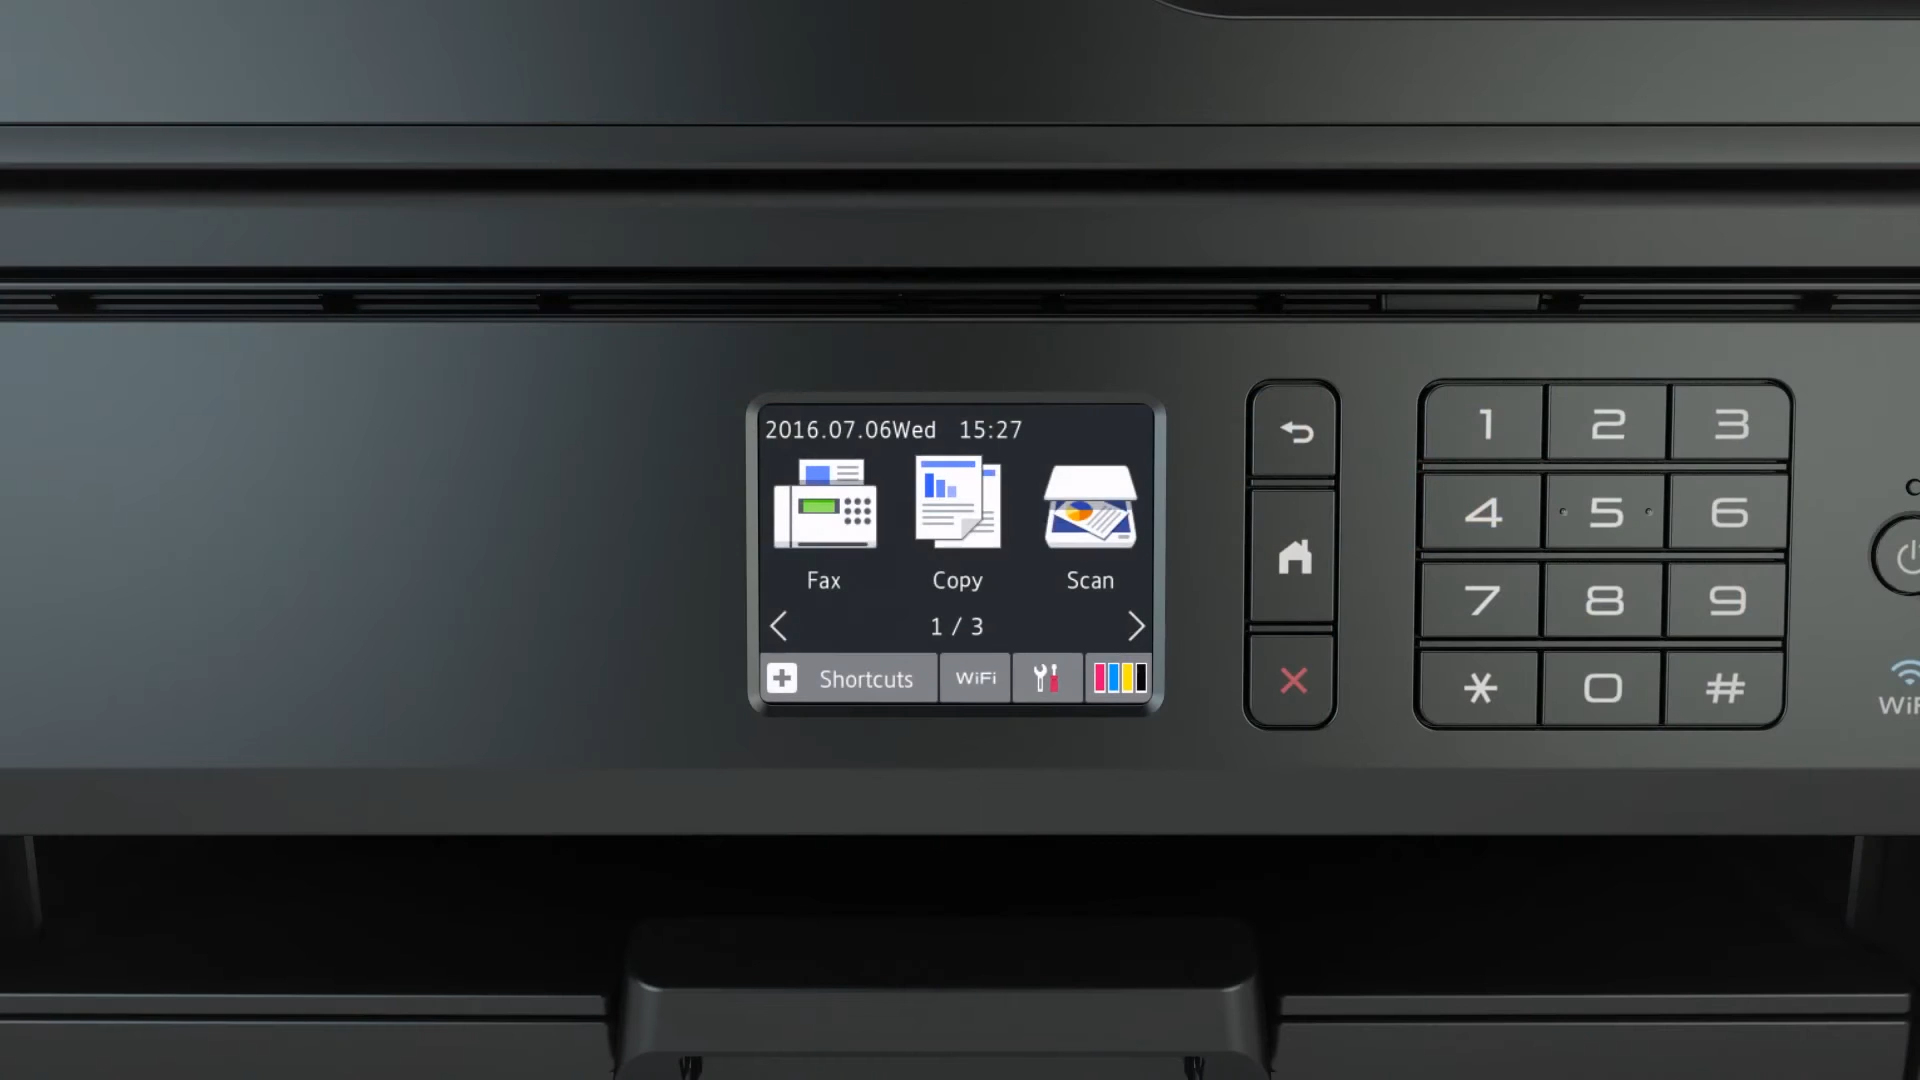 2016.07.06Wed 15:27
Fax Copy Scan
1 / 3
Shortcuts WiFi
1 2 3
4 5 6
7 8 9
* 0 #
WiF